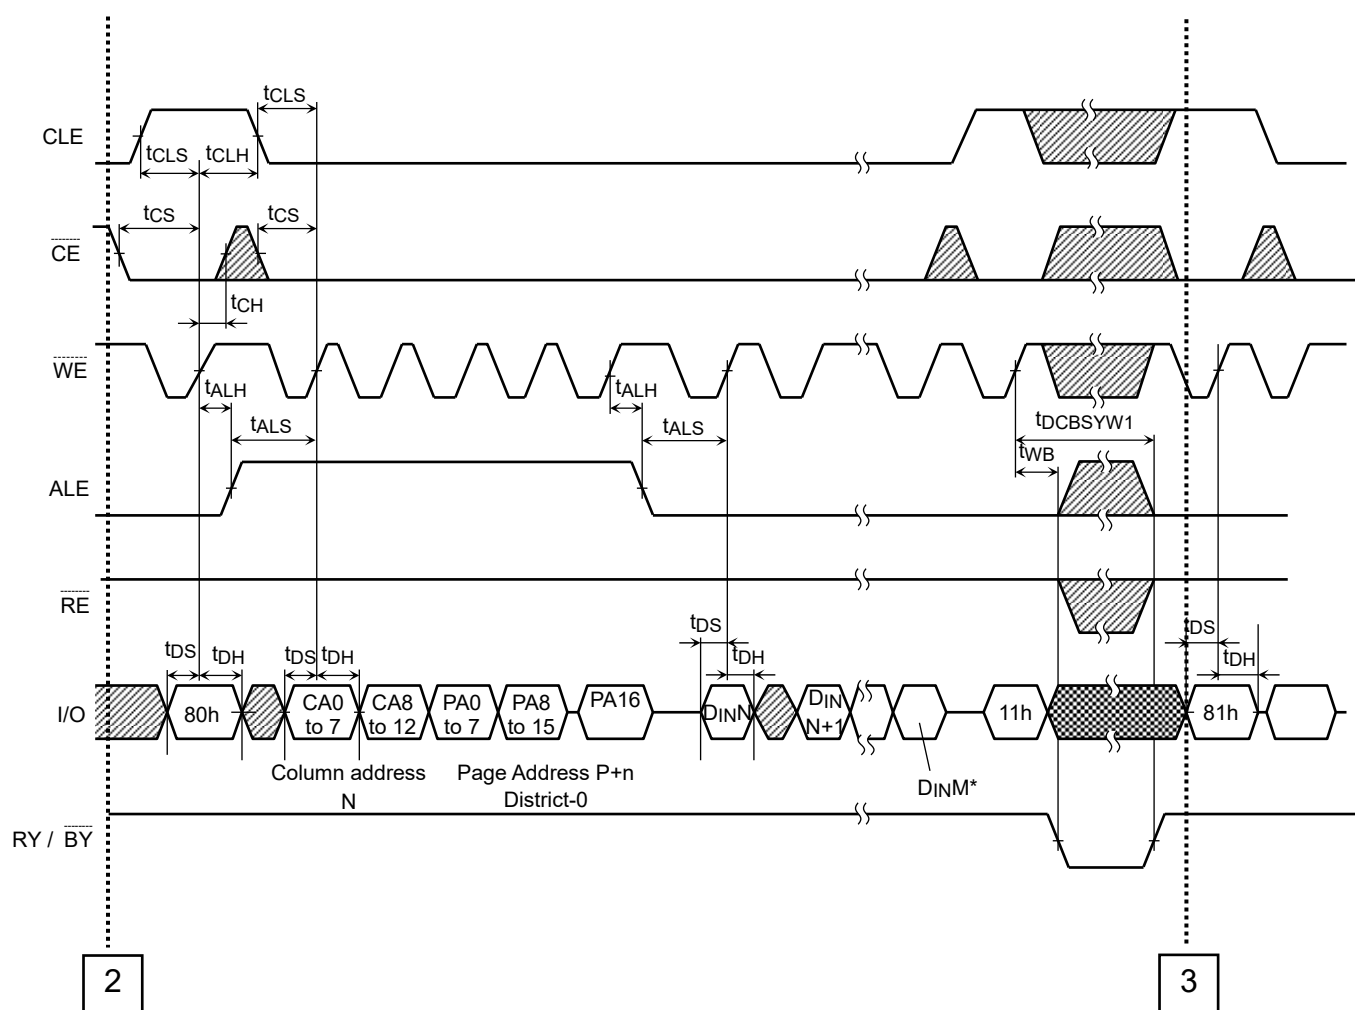 tCLS
CLE
tCLS tCLH
tCS tCS
CE
tCH
WE
tALH tALH
tALS tALS
tDCBSYW1
tWB
ALE
RE
tDS tDH tDS tDH
tDS
tDH
tDS
tDH
I/O
80h
CA0 to 7
CA8 to 12
PA0 to 7
PA8 to 15
PA16
DINN
DIN N+1
11h
81h
Column address
N
Page Address P+n
District-0
DINM*
RY / BY
2
3